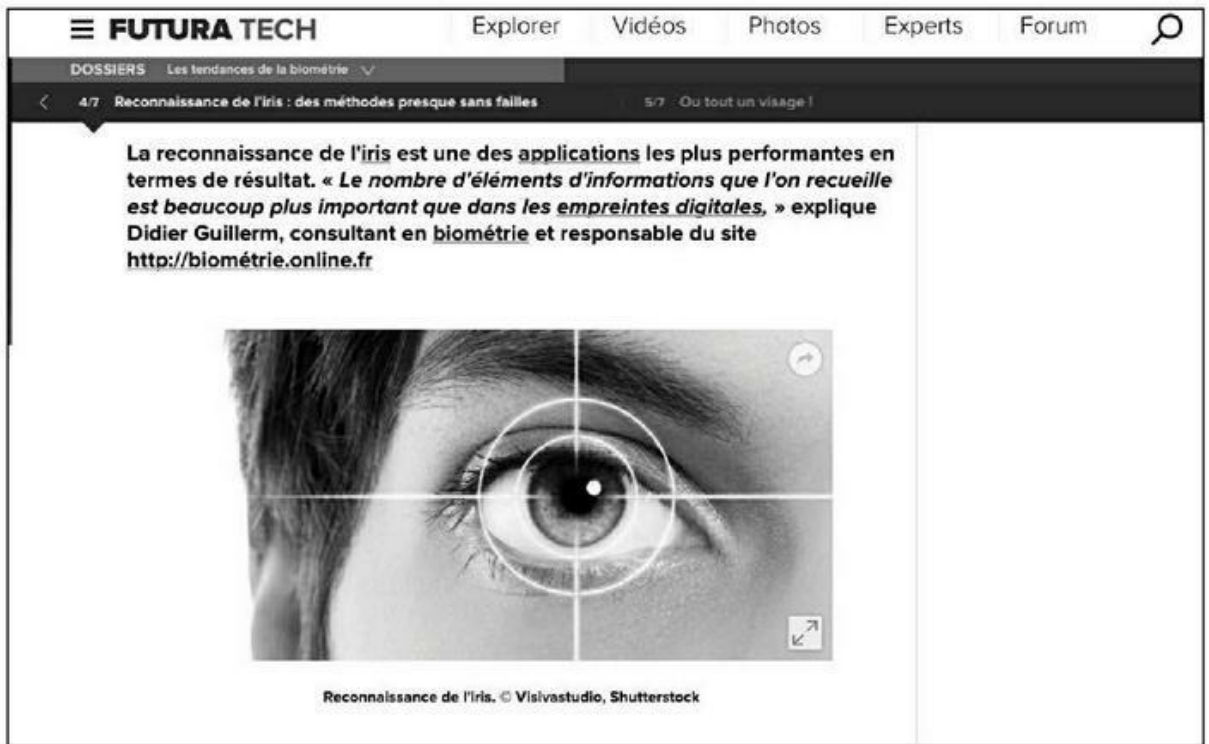 FUTURA TECH Explorer Vidéos Photos Experts Forum
DOSSIERS Les tendances de la biométrie
4/7 Reconnaissance de l'iris : des méthodes presque sans failles 5/7 Ou tout un visage !
La reconnaissance de l'iris est une des applications les plus performantes en
termes de résultat. « Le nombre d'éléments d'informations que l'on recueille
est beaucoup plus important que dans les empreintes digitales, » explique
Didier Guillerm, consultant en biométrie et responsable du site
http://biométrie.online.fr
Reconnaissance de l'iris. © Visivastudio, Shutterstock